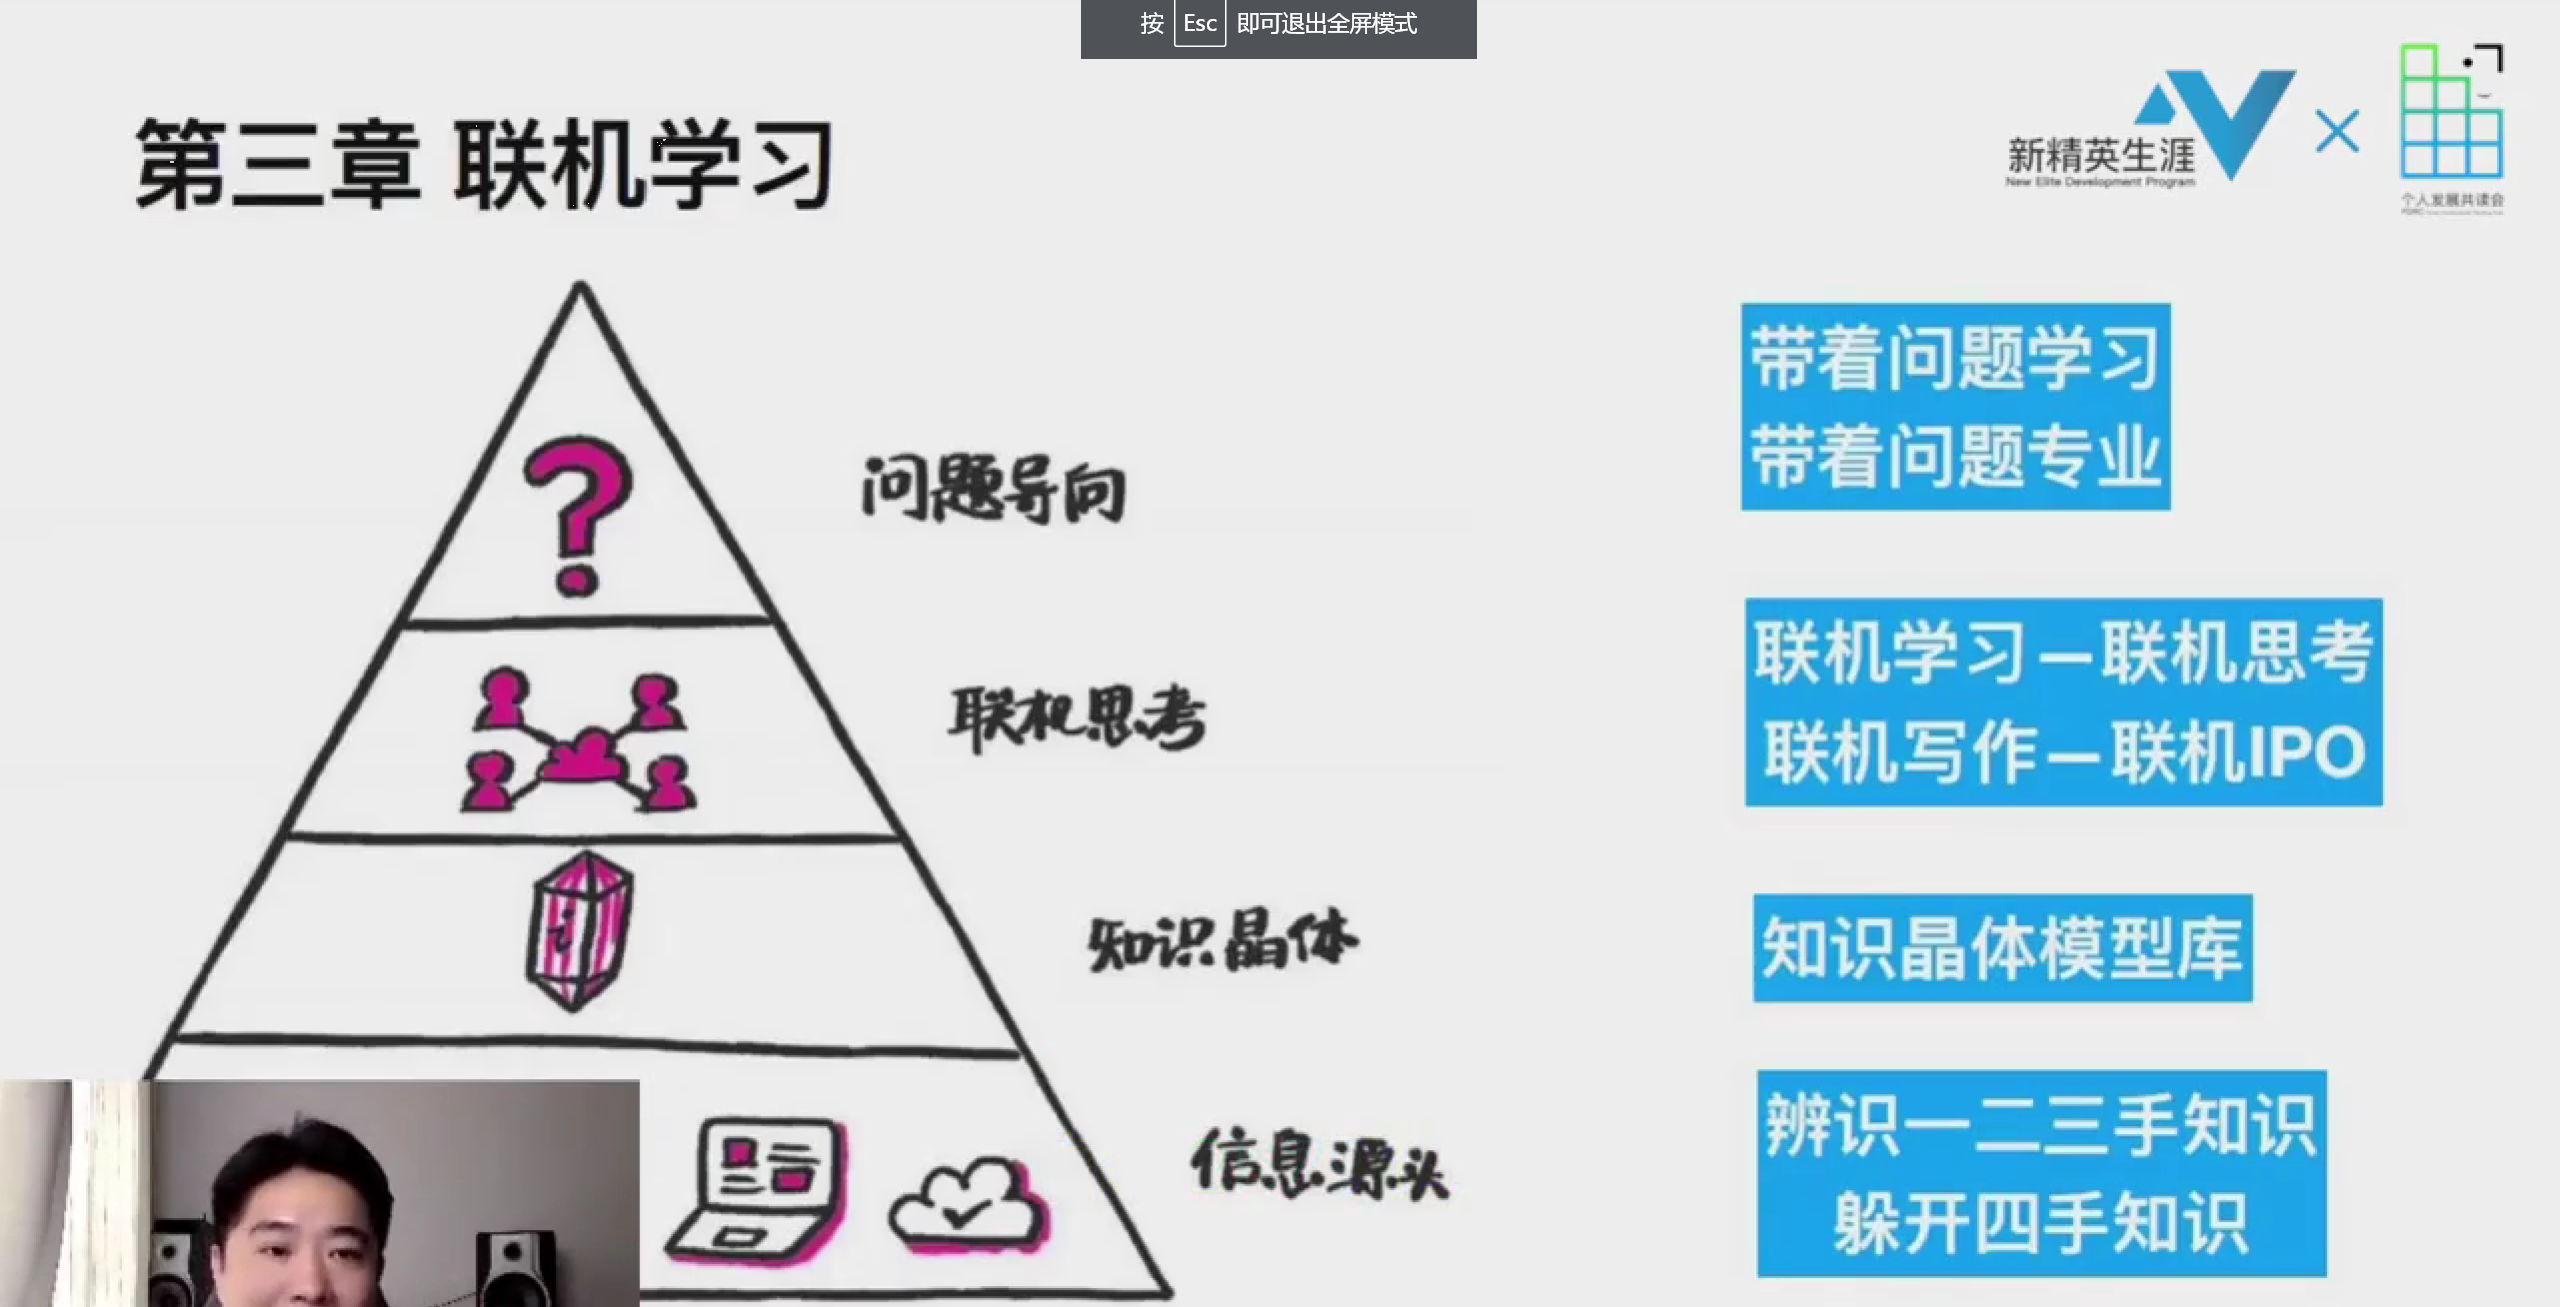 按 Esc 即可退出全屏模式
第三章 联机学习
新精英生涯
New Elite Development Program
个人发展共读会
问题导向
带着问题学习
带着问题专业
联机思考
联机学习—联机思考
联机写作—联机IPO
i
知识晶体
知识晶体模型库
信息源头
辨识一二三手知识
躲开四手知识